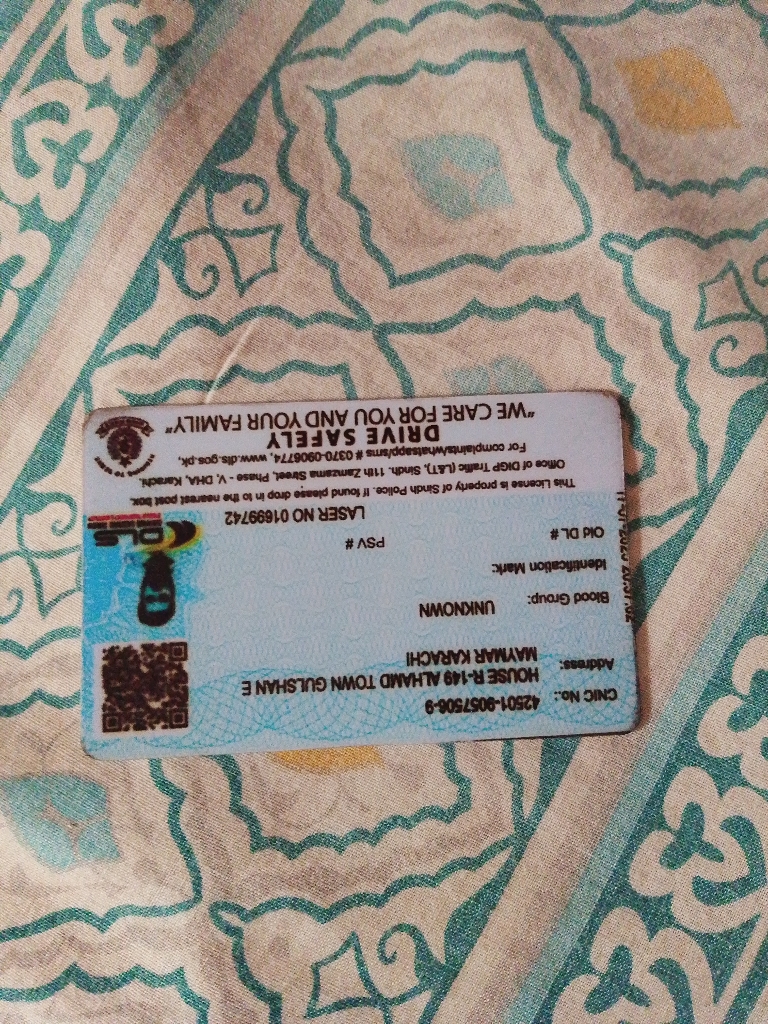 CNIC No.: 42501-9057506-9
Address: HOUSE R-149 ALHAMD TOWN GULSHAN E
MAYMAR KARACHI
Blood Group: UNKNOWN
Identification Mark:
PSV #
Old DL #
LASER NO 01699742
DLS
This License is property of Sindh Police. If found please drop in to the nearest post box.
Office of DIGP Traffic (L&T), Sindh, 11th Zamzama Street, Phase - V, DHA, Karachi.
For complaints/whatsapp/sms # 0370-0906774, www.dls.gos.pk,
DRIVE SAFELY
"WE CARE FOR YOU AND YOUR FAMILY"